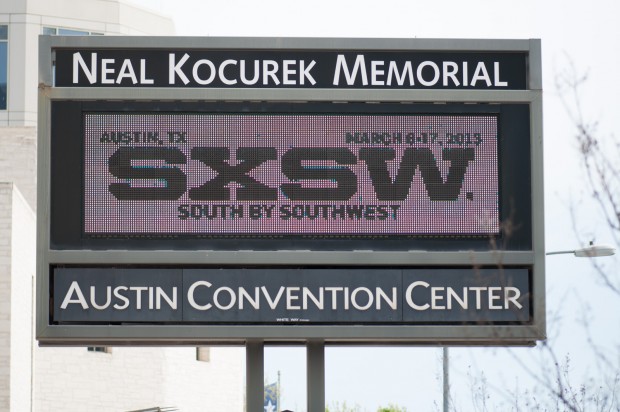 NEAL KOCUREK MEMORIAL
AUSTIN, TX MARCH 8-17, 2013
SXSW.
SOUTH BY SOUTHWEST
AUSTIN CONVENTION CENTER